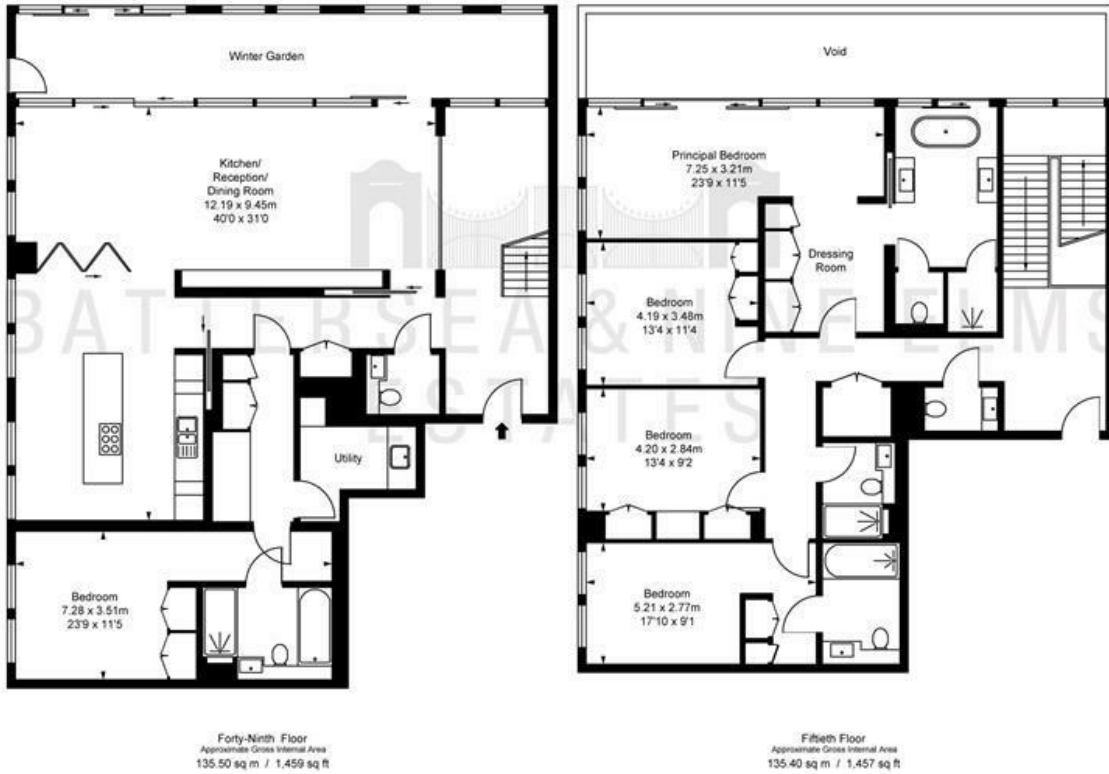 Winter Garden
Kitchen/
Reception/
Dining Room
12.19 x 9.45m
40'0 x 31'0
Utility
Bedroom
7.28 x 3.51m
23'9 x 11'5
Forty-Ninth Floor
Approximate Gross Internal Area
135.50 sq m / 1,459 sq ft
Void
Principal Bedroom
7.25 x 3.21m
23'9 x 11'5
Dressing
Room
Bedroom
4.19 x 3.48m
13'4 x 11'4
Bedroom
4.20 x 2.84m
13'4 x 9'2
Bedroom
5.21 x 2.77m
17'10 x 9'1
Fiftieth Floor
Approximate Gross Internal Area
135.40 sq m / 1,457 sq ft
BATTERSEA & NINE ELMS
ESTATES